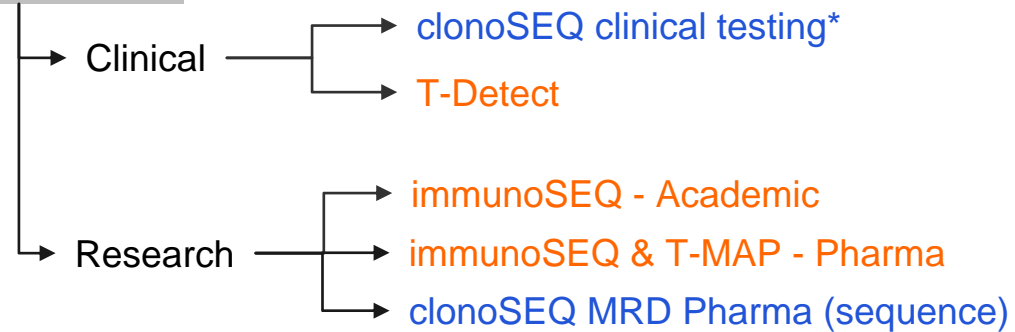 clonoSEQ clinical testing*
Clinical
T-Detect
immunoSEQ - Academic
Research
immunoSEQ & T-MAP - Pharma
clonoSEQ MRD Pharma (sequence)